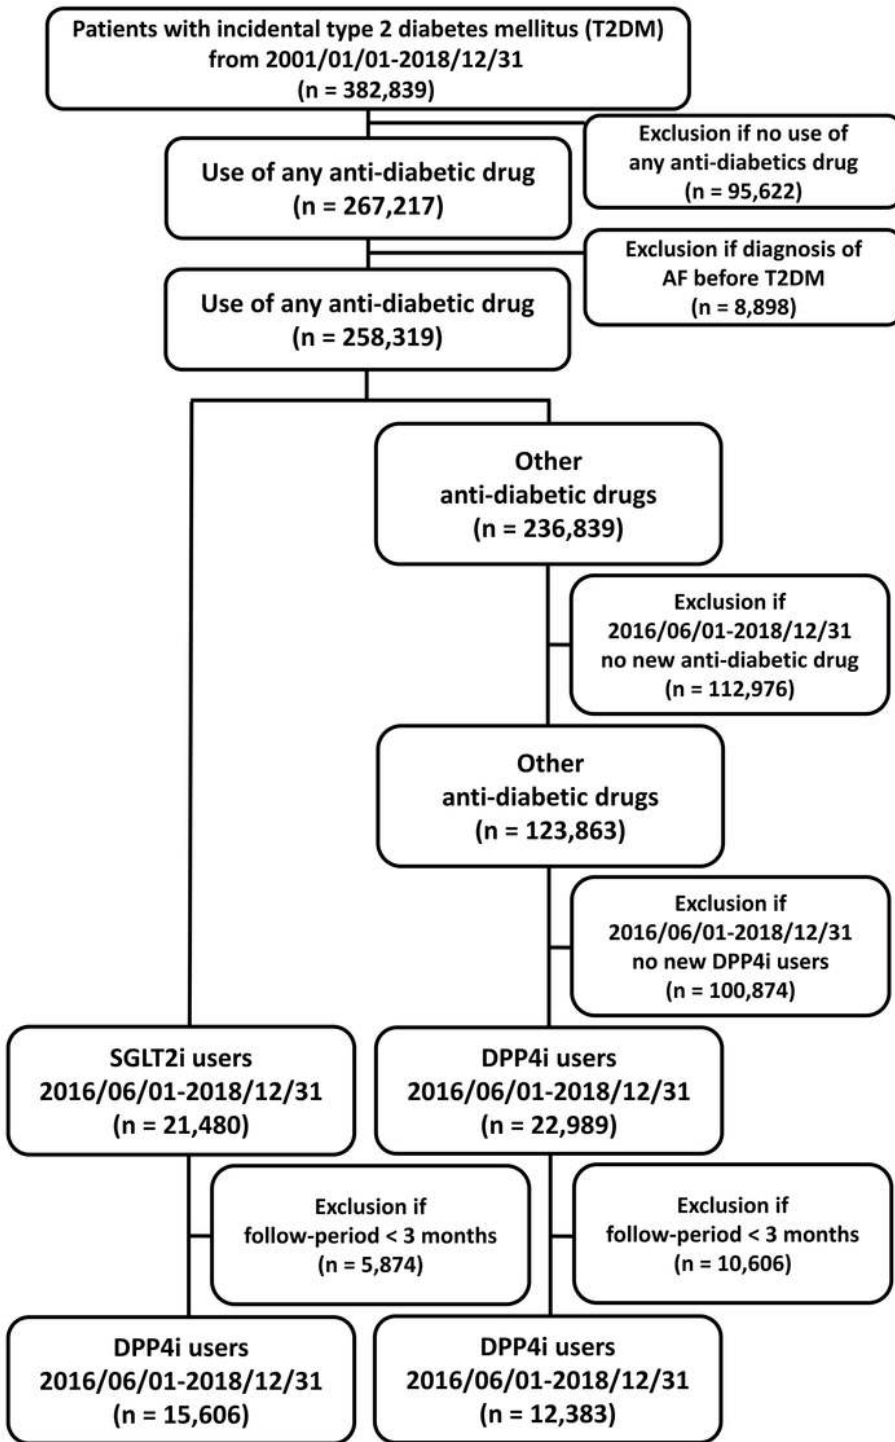 Patients with incidental type 2 diabetes mellitus (T2DM)
from 2001/01/01-2018/12/31
(n = 382,839)
Exclusion if no use of
any anti-diabetics drug
(n = 95,622)
Use of any anti-diabetic drug
(n = 267,217)
Exclusion if diagnosis of
AF before T2DM
(n = 8,898)
Use of any anti-diabetic drug
(n = 258,319)
Other
anti-diabetic drugs
(n = 236,839)
Exclusion if
2016/06/01-2018/12/31
no new anti-diabetic drug
(n = 112,976)
Other
anti-diabetic drugs
(n = 123,863)
Exclusion if
2016/06/01-2018/12/31
no new DPP4i users
(n = 100,874)
SGLT2i users
2016/06/01-2018/12/31
(n = 21,480)
DPP4i users
2016/06/01-2018/12/31
(n = 22,989)
Exclusion if
follow-period < 3 months
(n = 5,874)
Exclusion if
follow-period < 3 months
(n = 10,606)
DPP4i users
2016/06/01-2018/12/31
(n = 15,606)
DPP4i users
2016/06/01-2018/12/31
(n = 12,383)